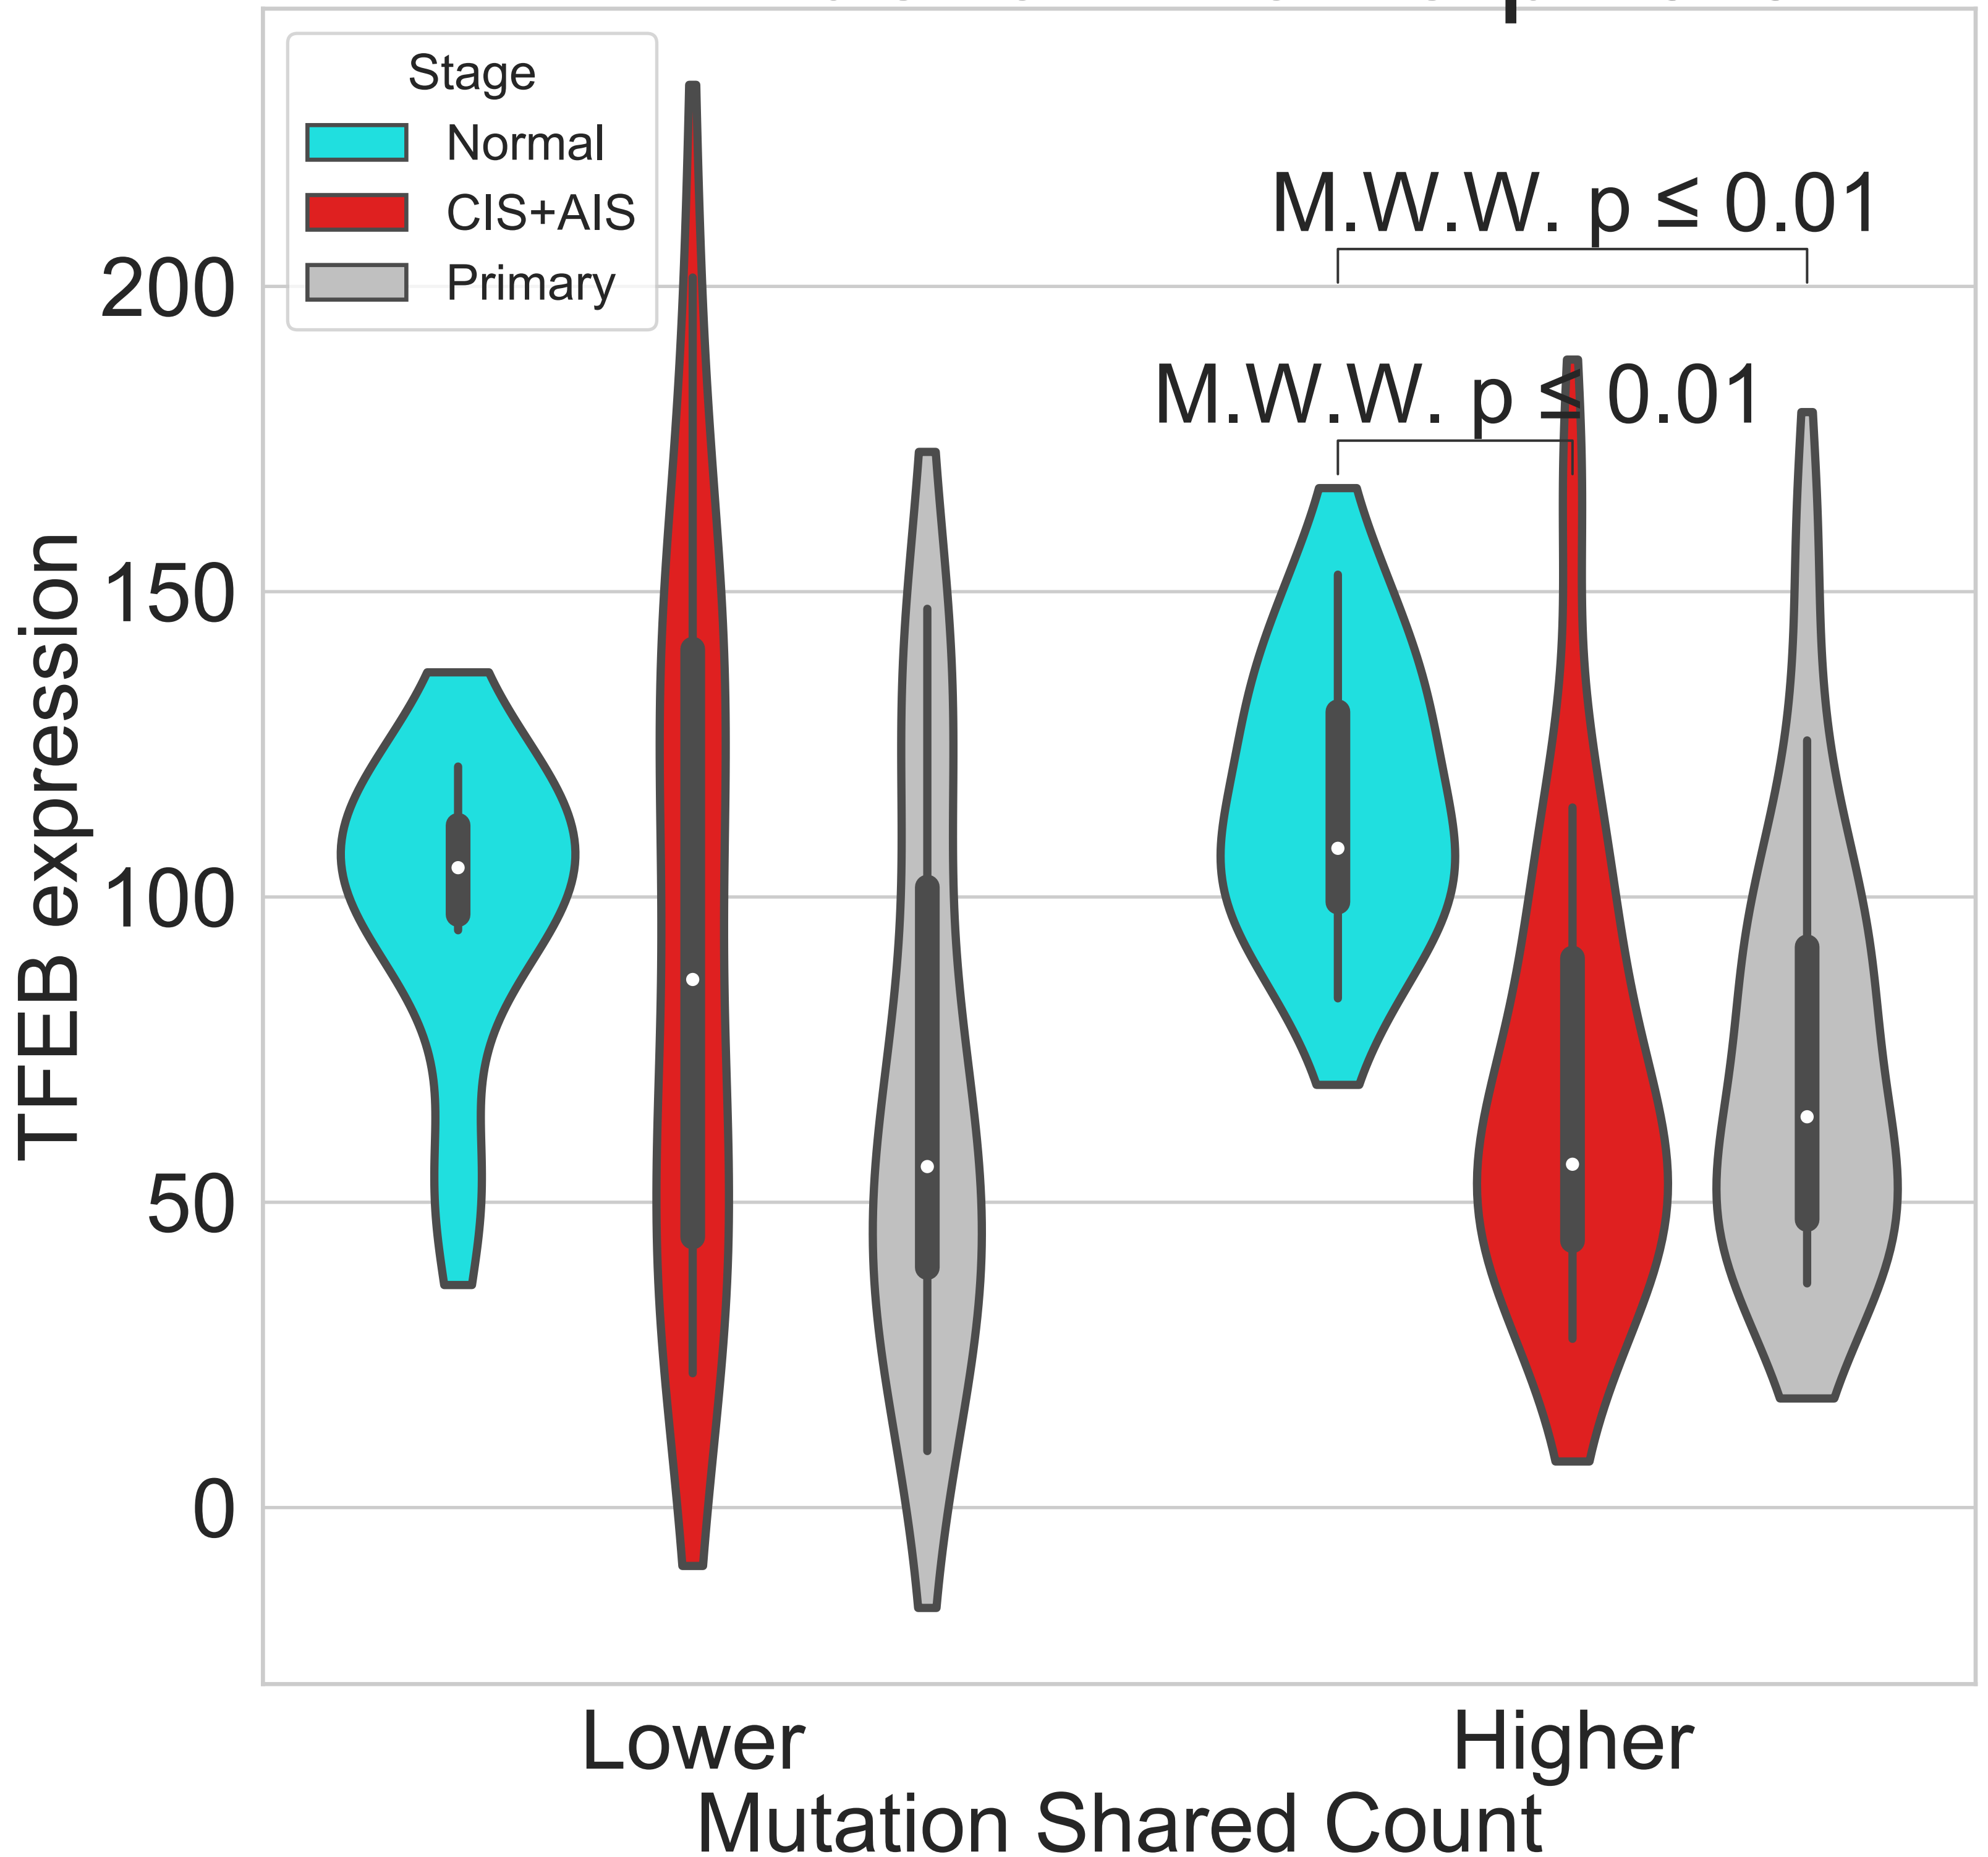 Stage
Normal
CIS+AIS
Primary
M.W.W. p ≤ 0.01
M.W.W. p ≤ 0.01
200
150
100
50
0
TFEB expression
Lower
Higher
Mutation Shared Count